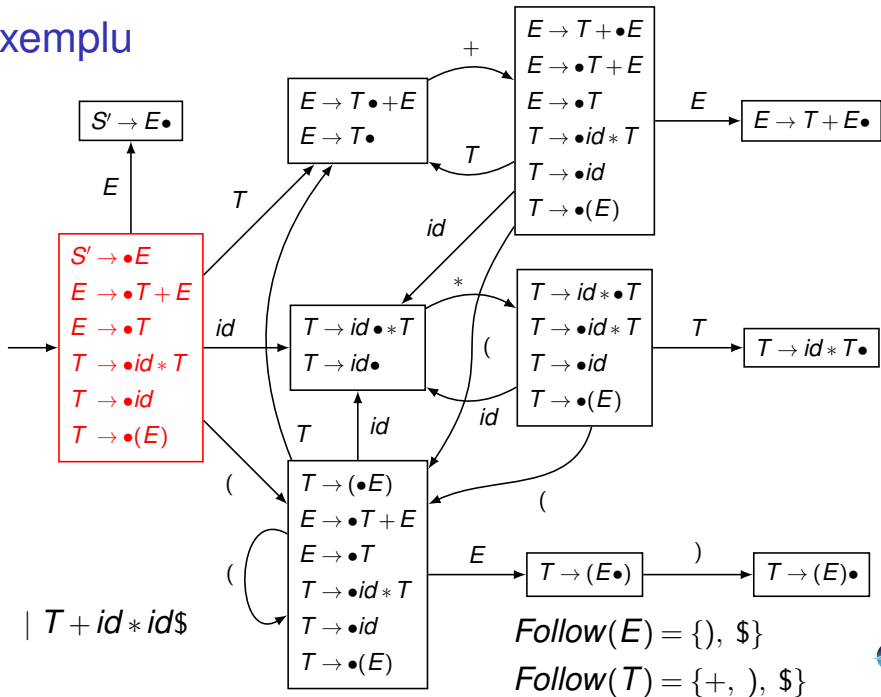 xemplu
S′ → E•
E
S′ → •E
E → •T + E
E → •T
T → •id * T
T → •id
T → •(E)
T
id
(
E → T• + E
E → T•
+
T
E → T + •E
E → •T + E
E → •T
T → •id * T
T → •id
T → •(E)
E
E → T + E•
id
(
T → id• * T
T → id•
*
id
T → id * •T
T → •id * T
T → •id
T → •(E)
T
T → id * T•
(
T
id
(
T → (•E)
E → •T + E
E → •T
T → •id * T
T → •id
T → •(E)
E
T → (E•)
)
T → (E)•
| T + id * id$
Follow(E) = {), $}
Follow(T) = {+, ), $}